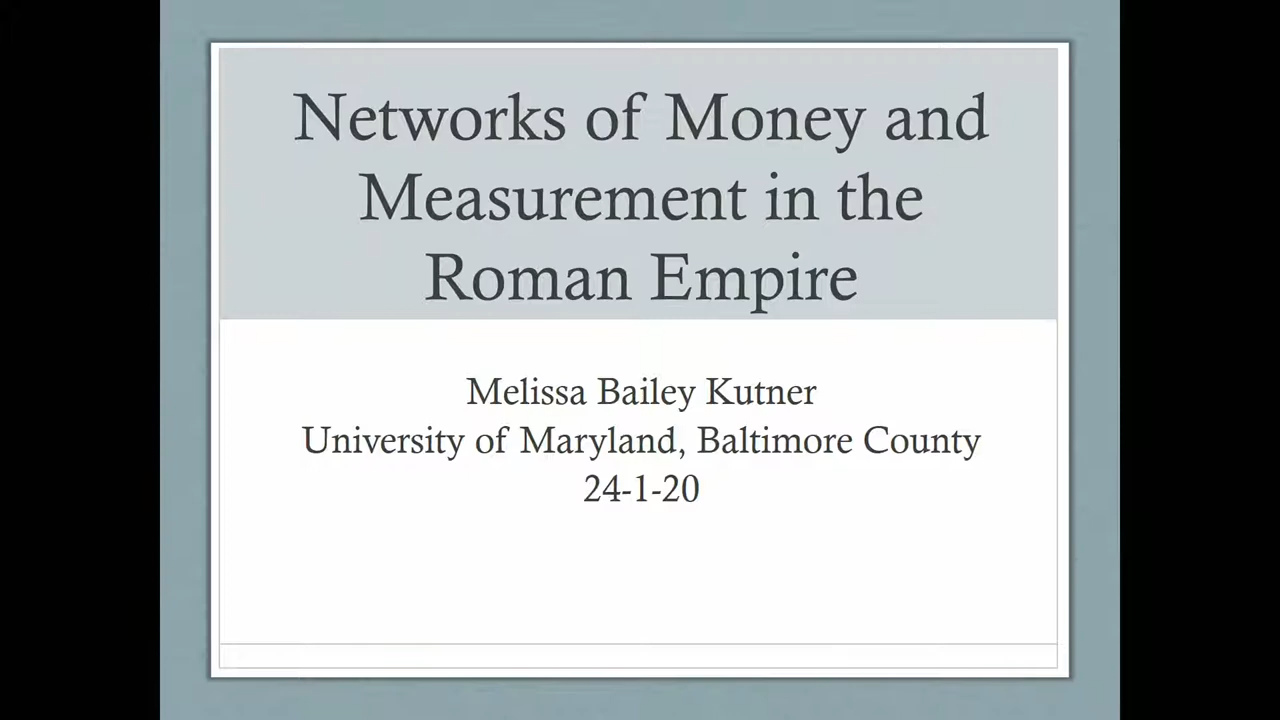 Networks of Money and
Measurement in the
Roman Empire
Melissa Bailey Kutner
University of Maryland, Baltimore County
24-1-20